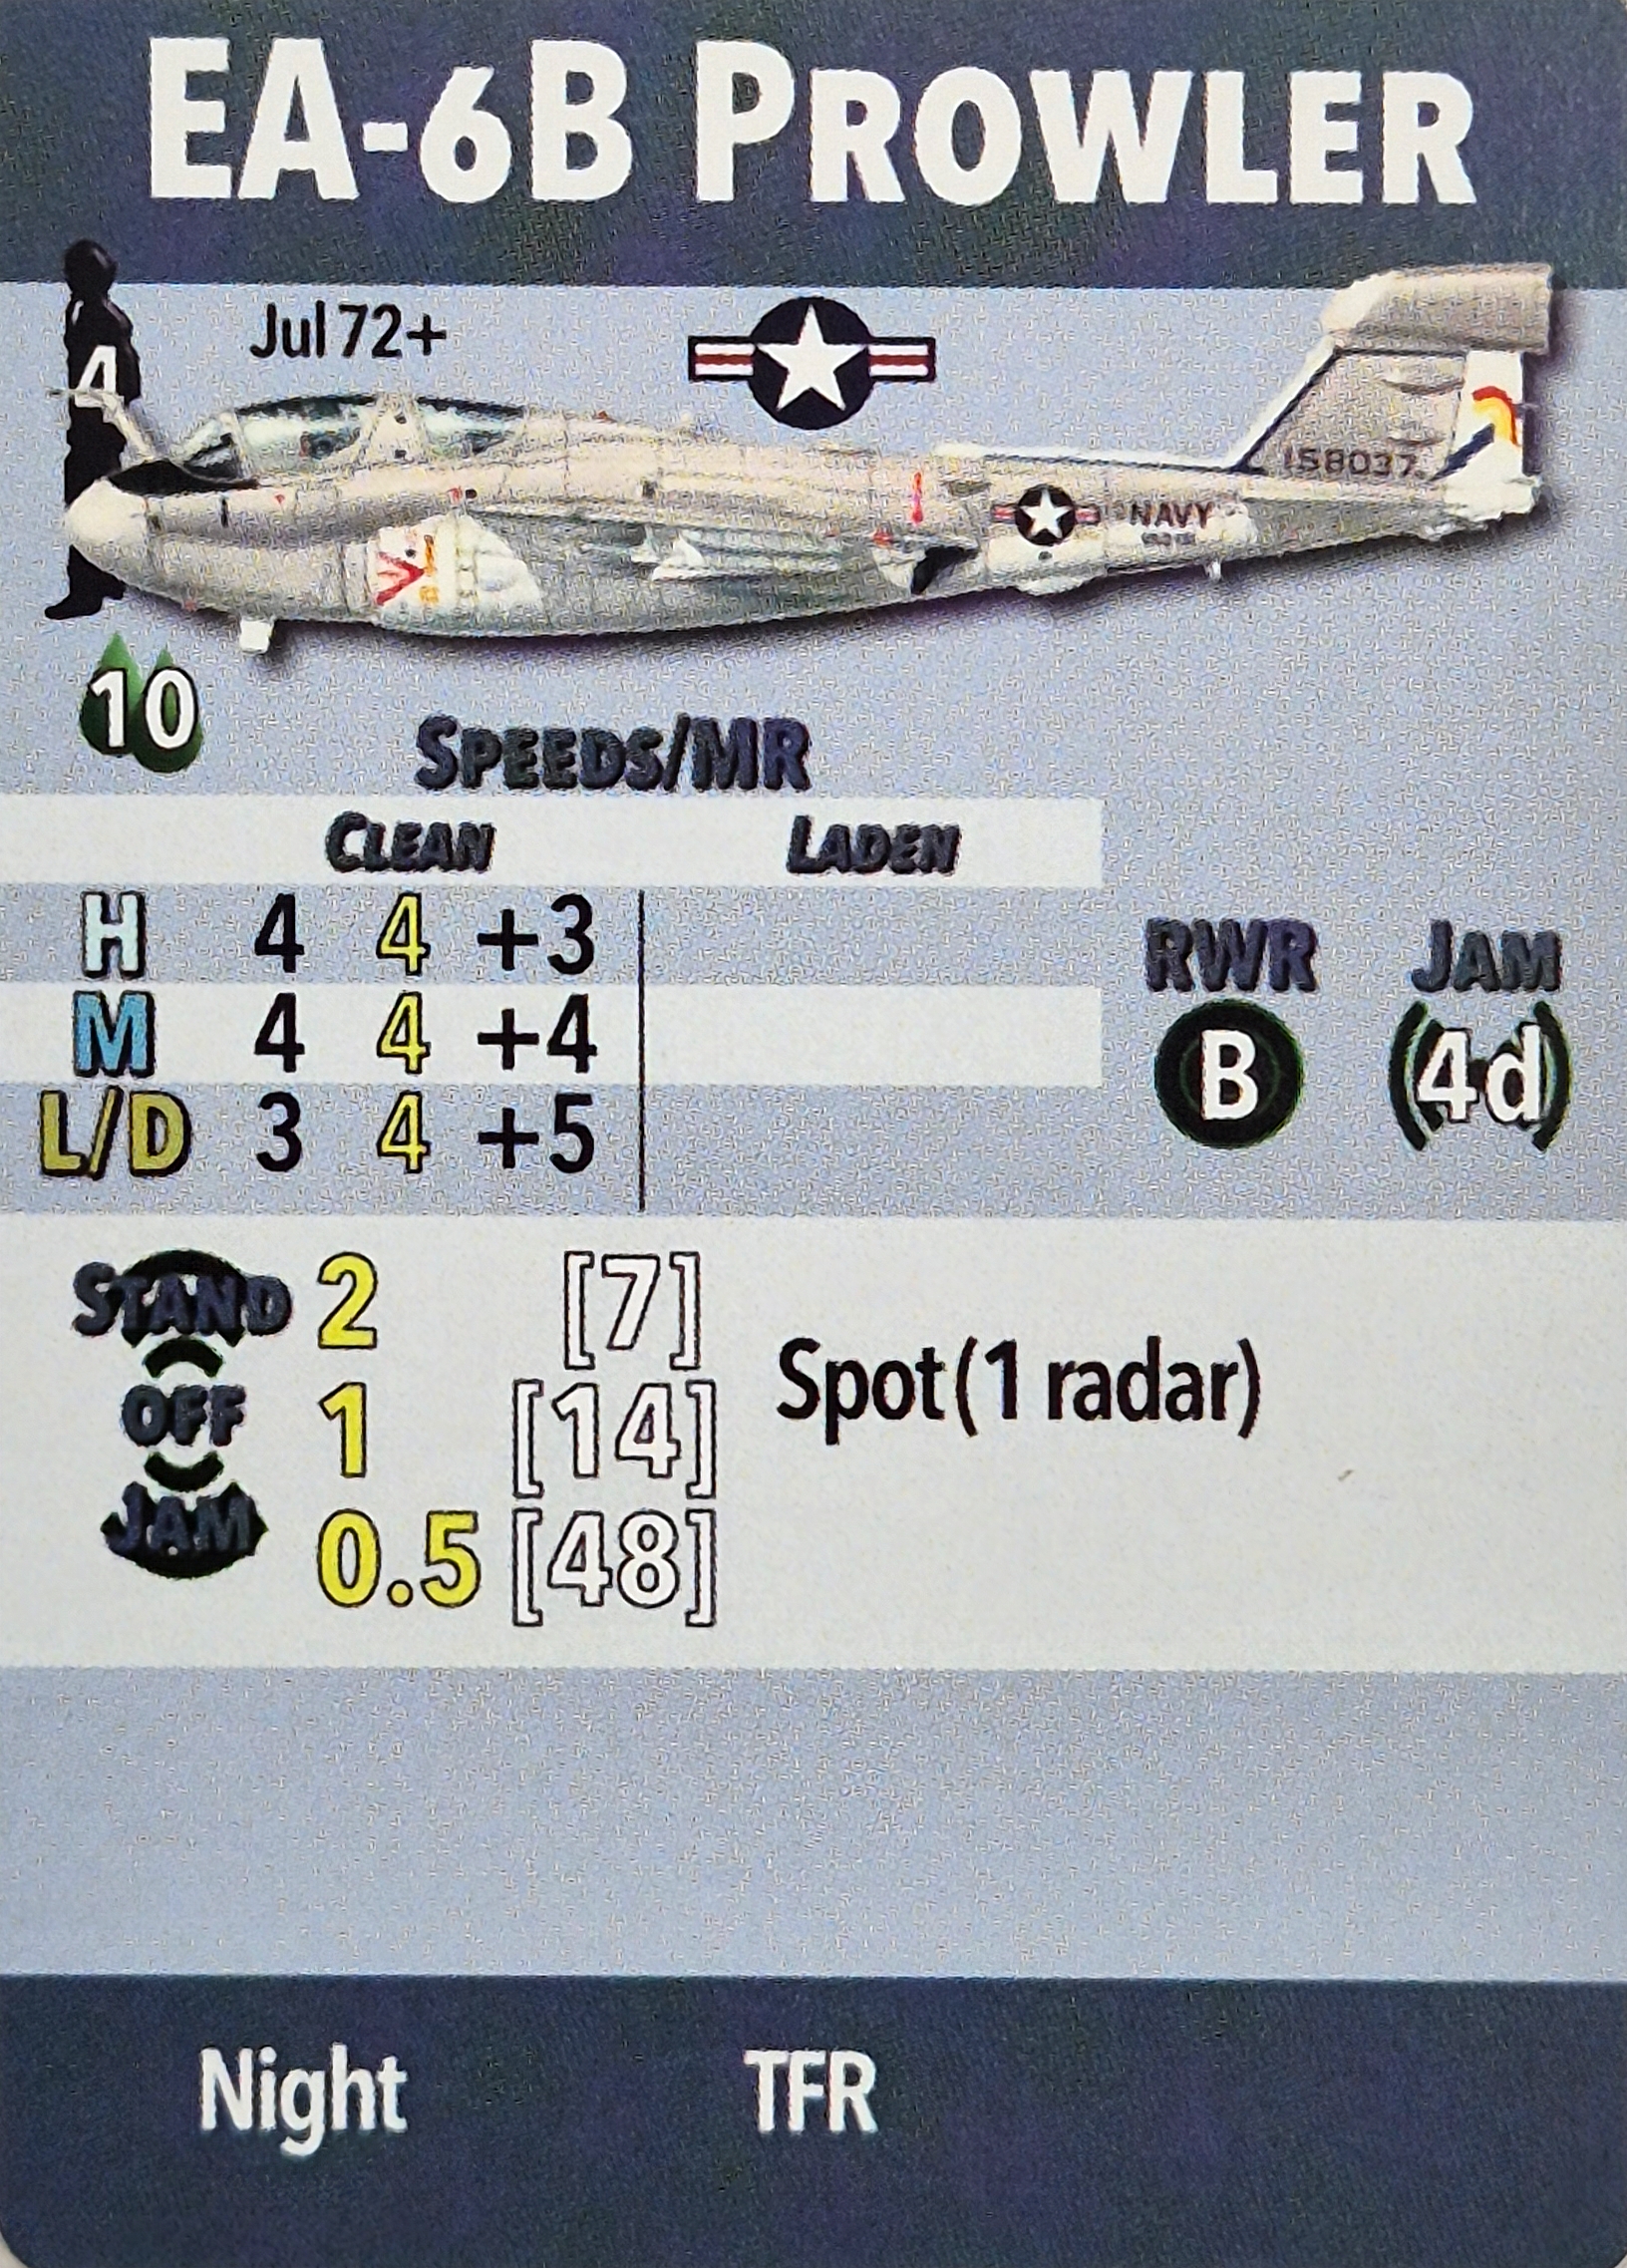 EA-6B PROWLER
Jul 72+
4
158037
NAVY
10
SPEEDS/MR
CLEAN LADEN
H 4 4 +3
M 4 4 +4
L/D 3 4 +5
RWR JAM
B (4d)
STAND OFF JAM
2 [7]
1 [14]
0.5 [48]
Spot (1 radar)
Night TFR